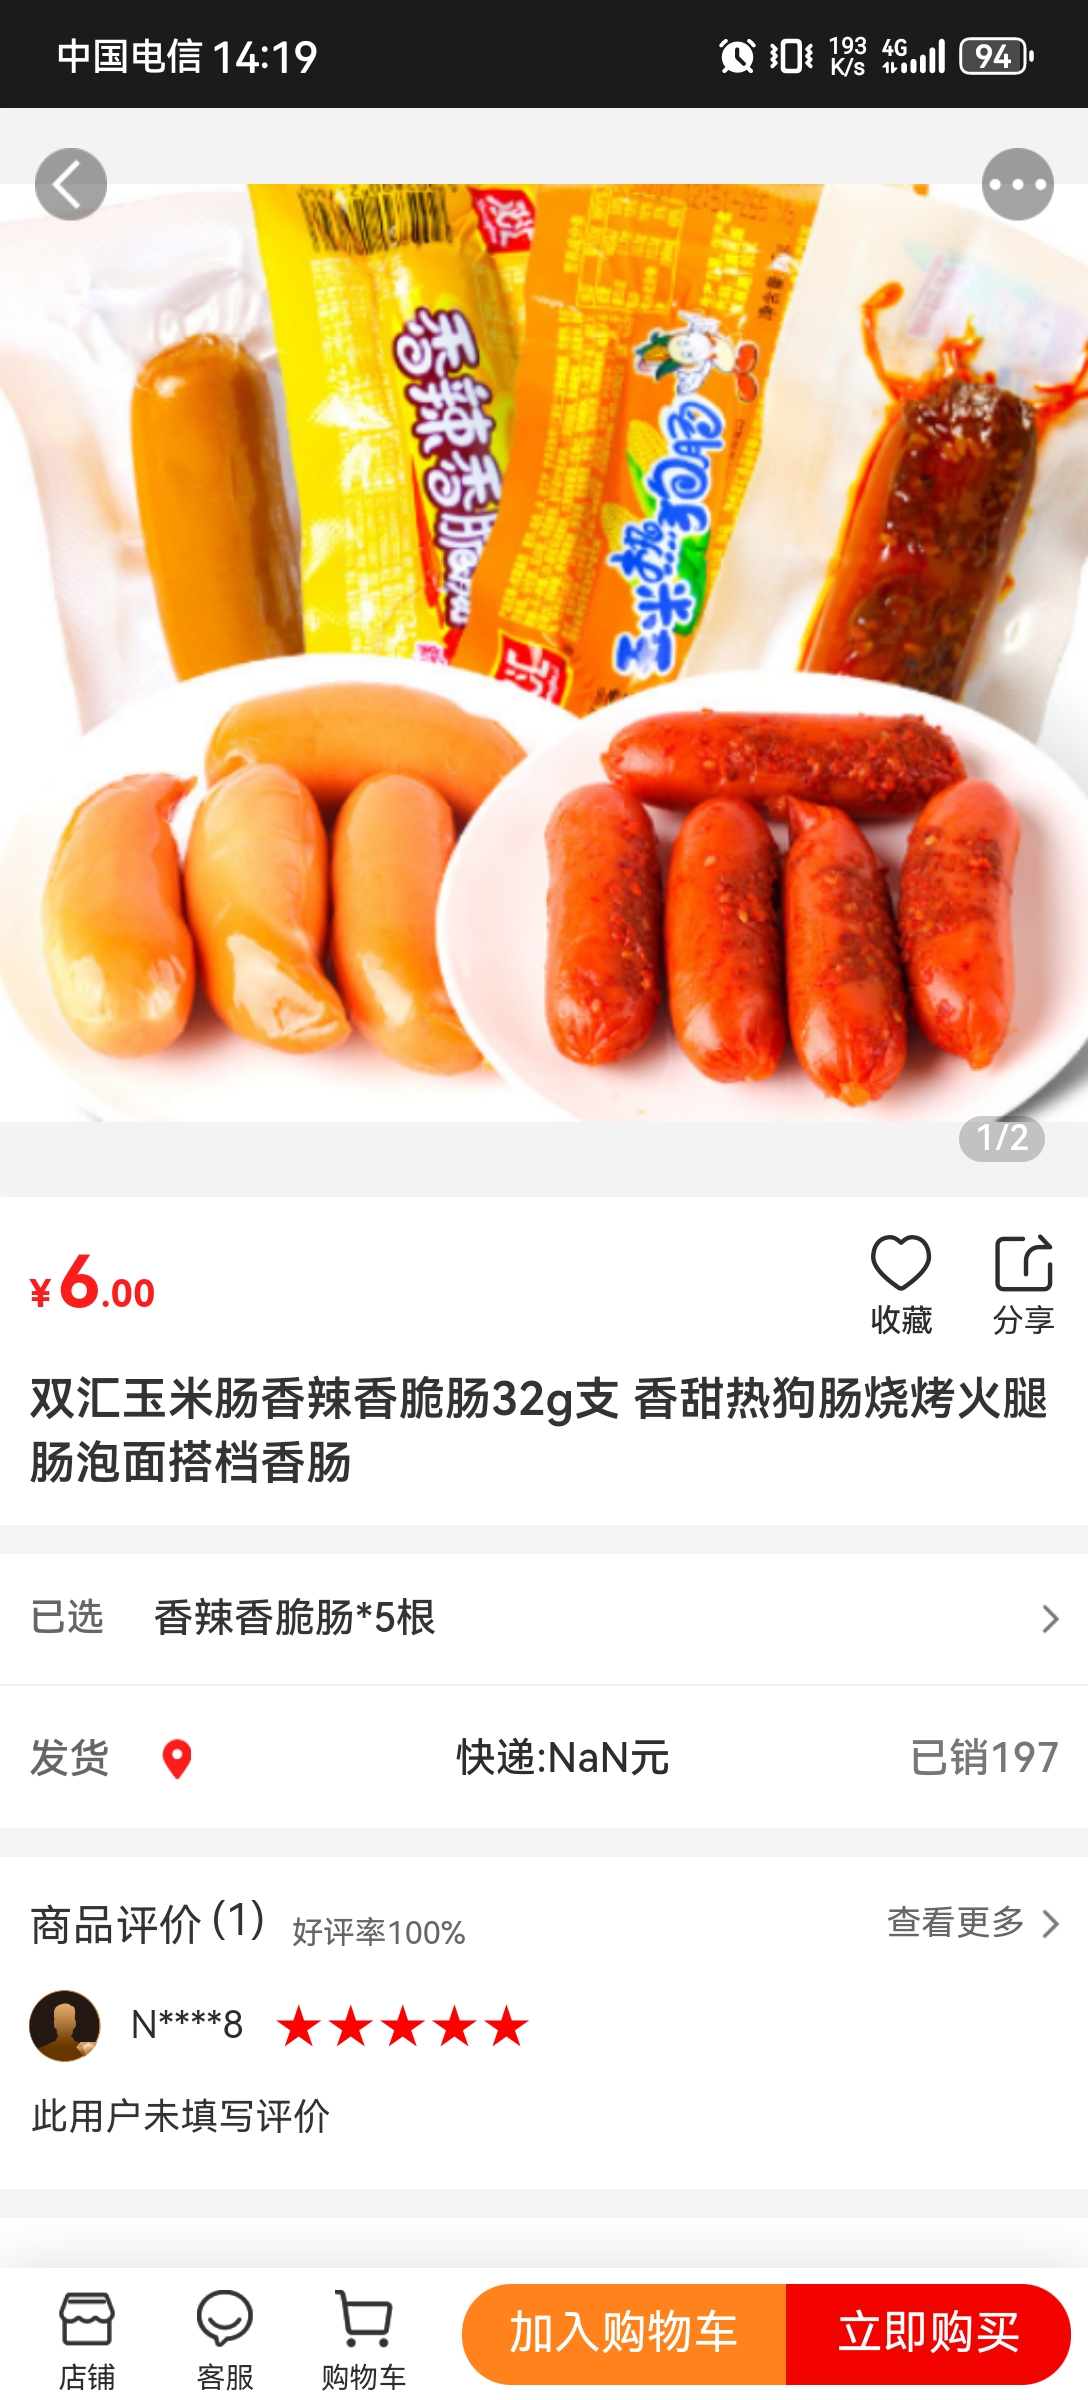 中国电信 14:19
193 K/s 4G 94
双汇
香辣香脆肠
玉米热狗肠
1/2
¥6.00
收藏 分享
双汇玉米肠香辣香脆肠32g支 香甜热狗肠烧烤火腿
肠泡面搭档香肠
已选 香辣香脆肠*5根
发货 快递:NaN元 已销197
商品评价(1) 好评率100% 查看更多
N****8 ★★★★★
此用户未填写评价
店铺 客服 购物车 加入购物车 立即购买